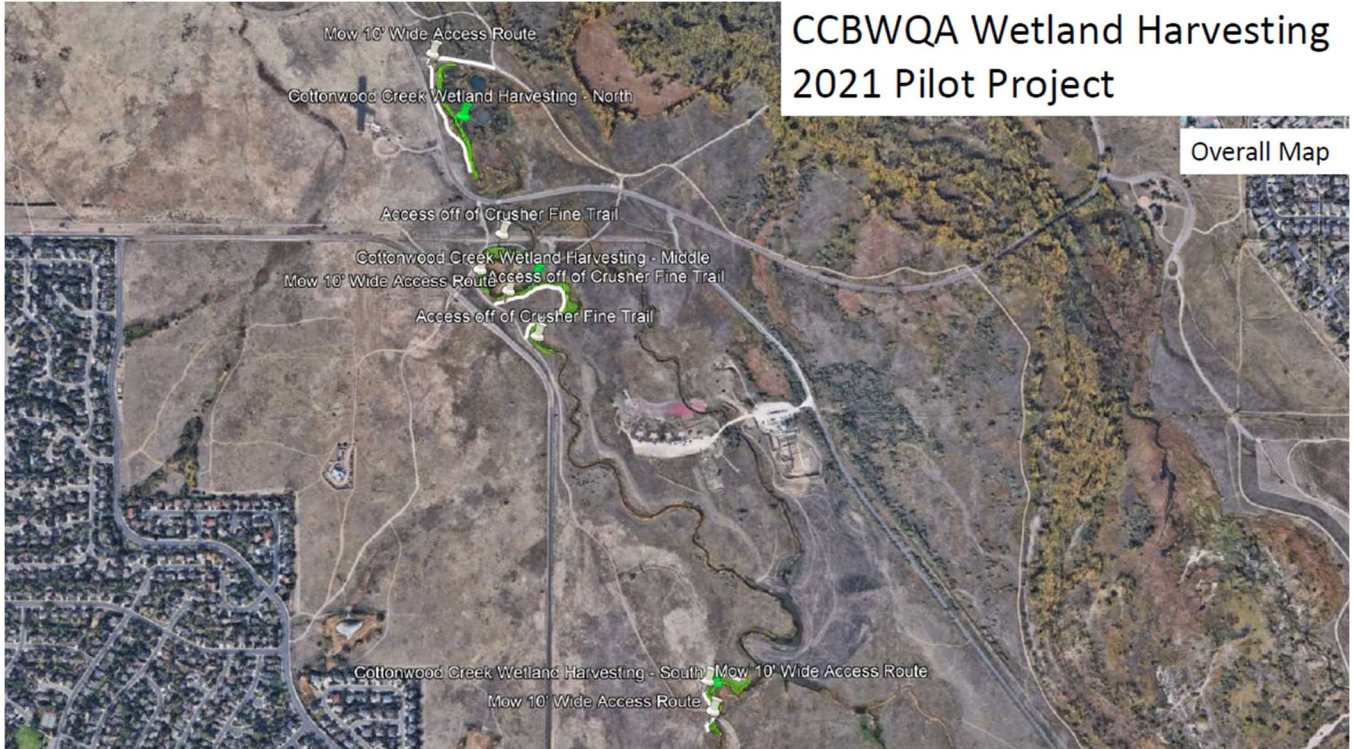 CCBWQA Wetland Harvesting
2021 Pilot Project
Overall Map
Mow 10' Wide Access Route
Cottonwood Creek Wetland Harvesting - North
Access off of Crusher Fine Trail
Cottonwood Creek Wetland Harvesting - Middle
Mow 10' Wide Access Route
Access off of Crusher Fine Trail
Access off of Crusher Fine Trail
Cottonwood Creek Wetland Harvesting - South
Mow 10' Wide Access Route
Mow 10' Wide Access Route